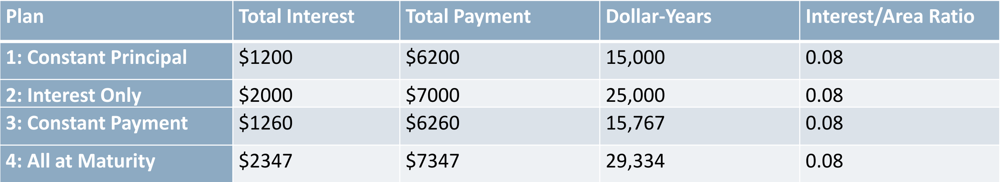 Plan Total Interest Total Payment Dollar-Years Interest/Area Ratio
1: Constant Principal $1200 $6200 15,000 0.08
2: Interest Only $2000 $7000 25,000 0.08
3: Constant Payment $1260 $6260 15,767 0.08
4: All at Maturity $2347 $7347 29,334 0.08